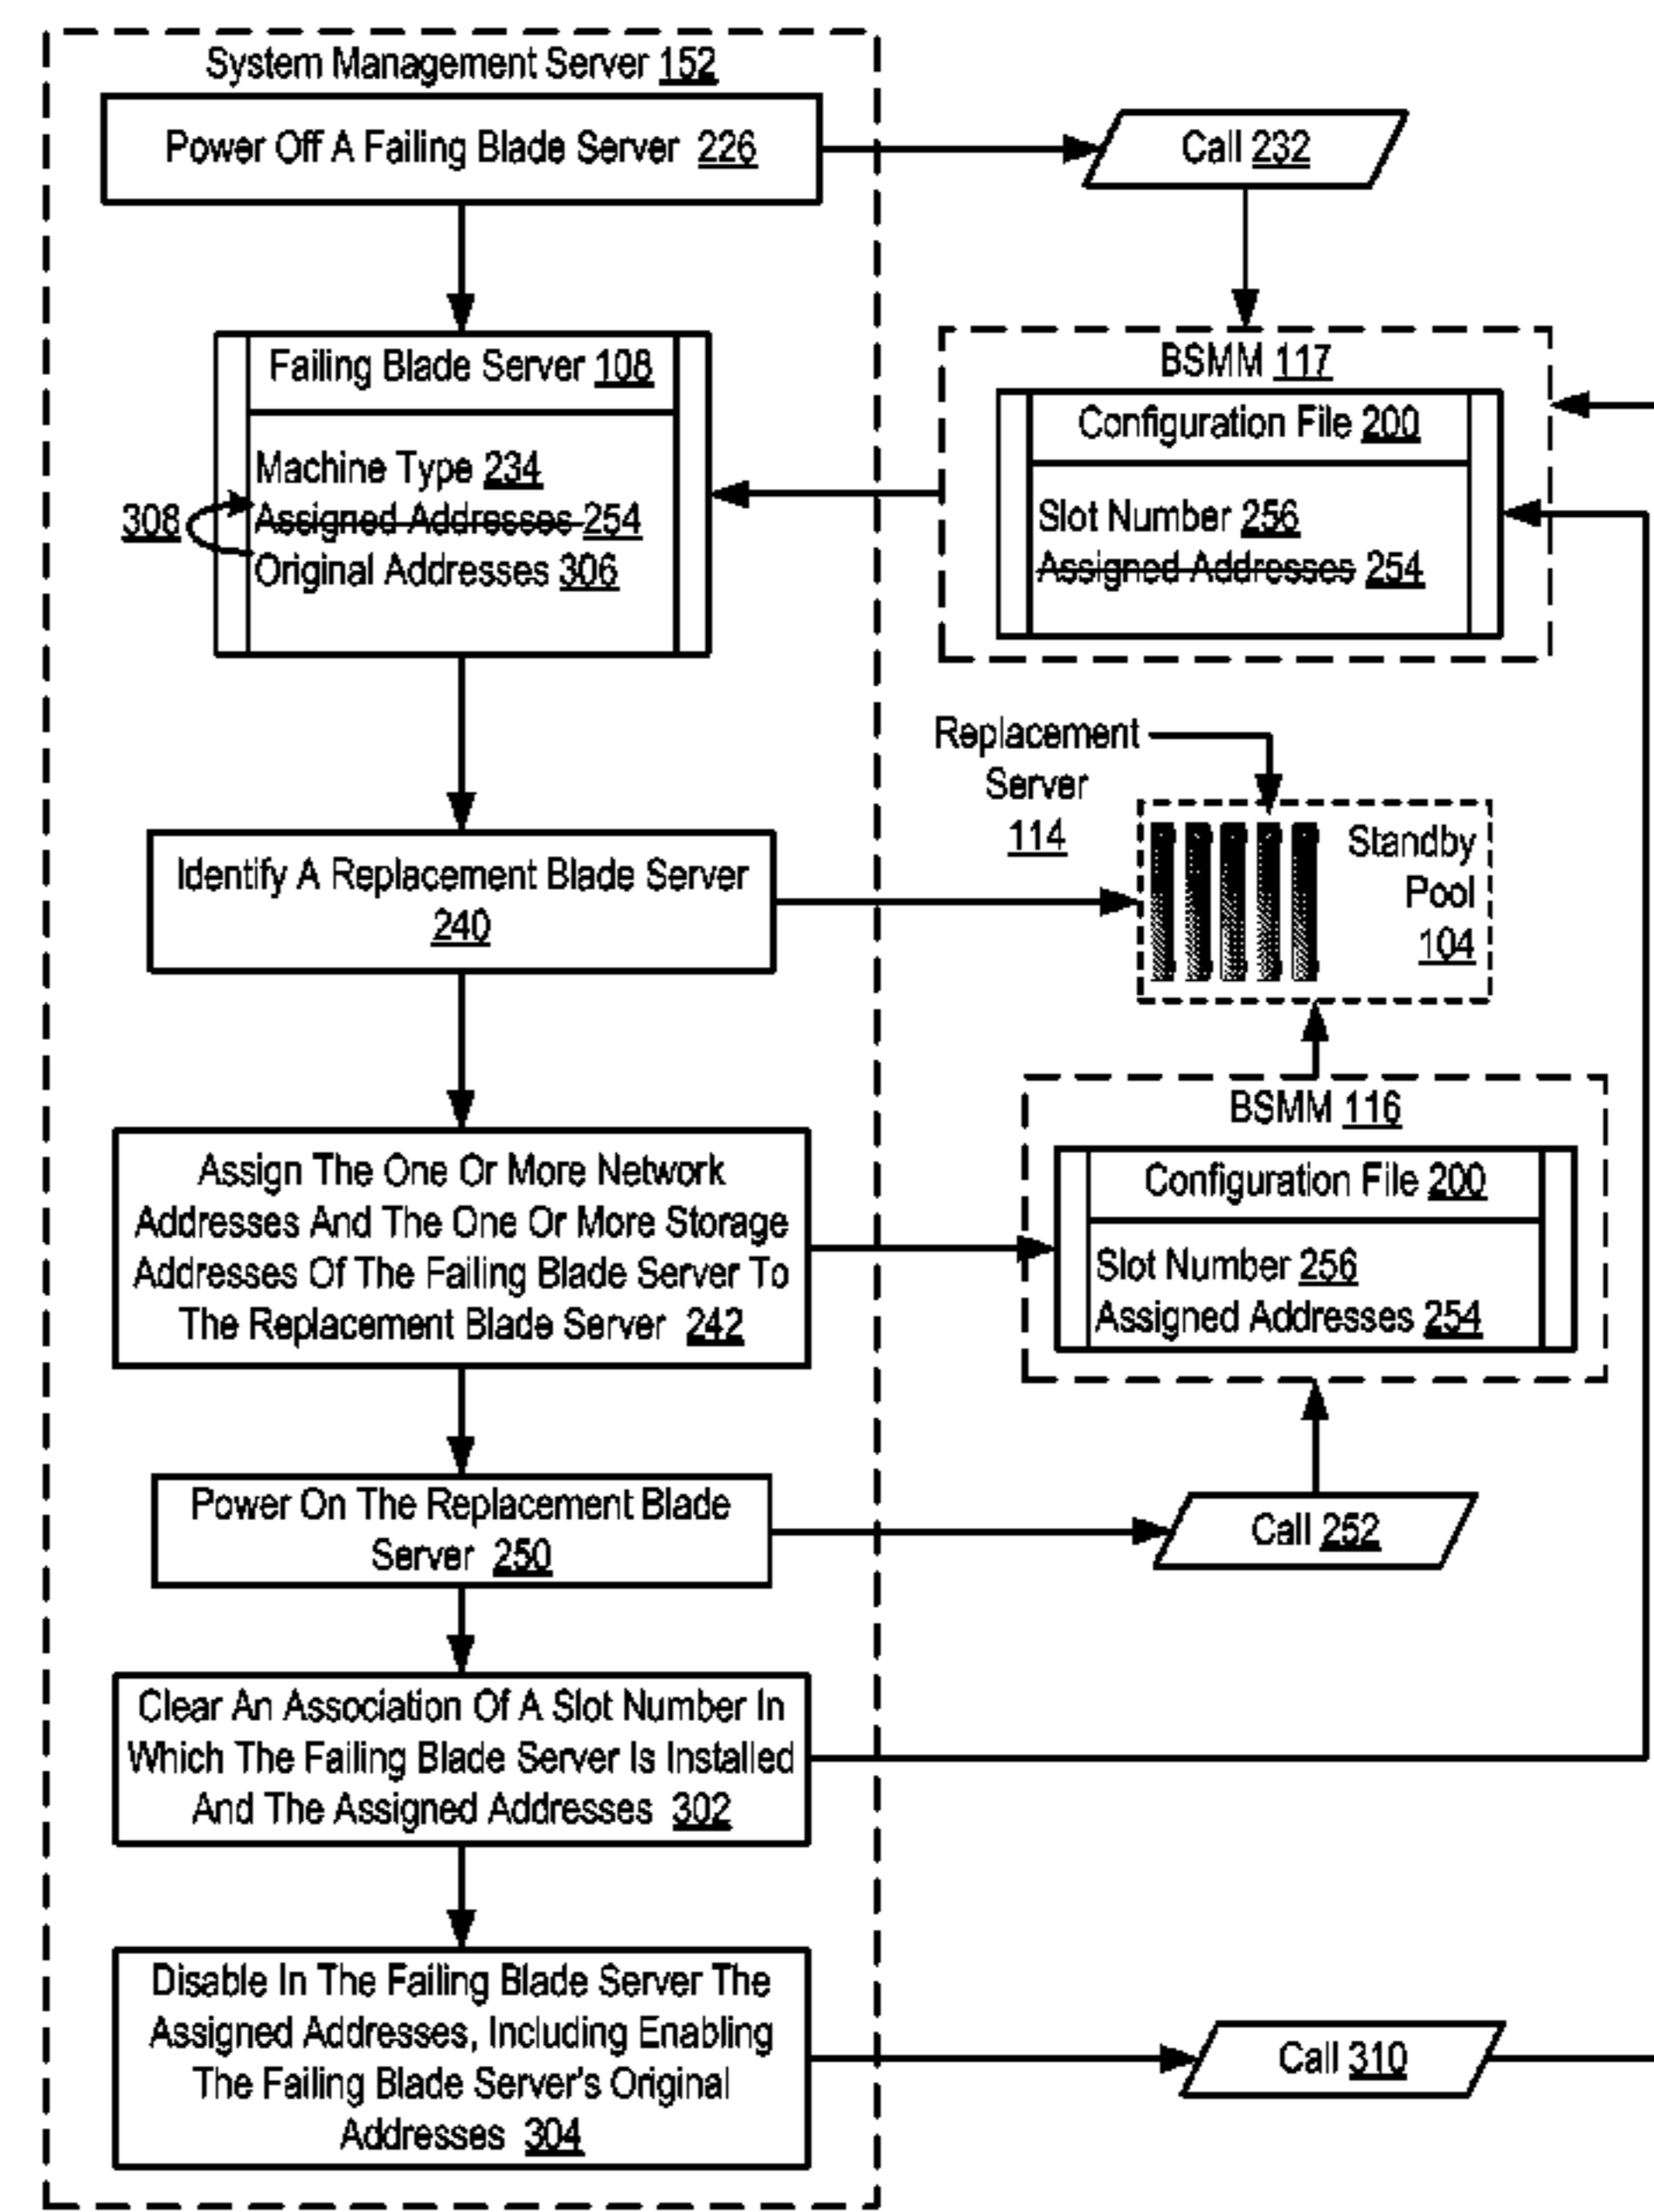 System Management Server 152
Power Off A Failing Blade Server 226
Call 232
Failing Blade Server 108
Machine Type 234
Assigned Addresses 254
Original Addresses 306
308
BSMM 117
Configuration File 200
Slot Number 256
Assigned Addresses 254
Replacement
Server
114
Standby
Pool
104
Identify A Replacement Blade Server
240
Assign The One Or More Network
Addresses And The One Or More Storage
Addresses Of The Failing Blade Server To
The Replacement Blade Server 242
BSMM 116
Configuration File 200
Slot Number 256
Assigned Addresses 254
Power On The Replacement Blade
Server 250
Call 252
Clear An Association Of A Slot Number In
Which The Failing Blade Server Is Installed
And The Assigned Addresses 302
Disable In The Failing Blade Server The
Assigned Addresses, Including Enabling
The Failing Blade Server's Original
Addresses 304
Call 310